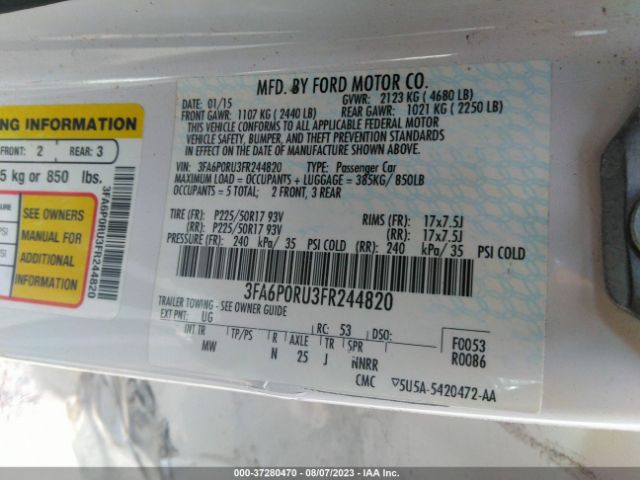 NG INFORMATION
FRONT: 2 REAR: 3
5 kg or 850 lbs.
PSI
PSI
SEE OWNERS
MANUAL FOR
ADDITIONAL
INFORMATION
3FA6P0RU3FR244820
MFD. BY FORD MOTOR CO.
DATE: 01/15 GVWR: 2123 KG ( 4680 LB)
FRONT GAWR: 1107 KG ( 2440 LB) REAR GAWR: 1021 KG ( 2250 LB)
THIS VEHICLE CONFORMS TO ALL APPLICABLE FEDERAL MOTOR
VEHICLE SAFETY, BUMPER, AND THEFT PREVENTION STANDARDS
IN EFFECT ON THE DATE OF MANUFACTURE SHOWN ABOVE.
VIN: 3FA6P0RU3FR244820 TYPE: Passenger Car
MAXIMUM LOAD = OCCUPANTS + LUGGAGE = 385KG/ 850LB
OCCUPANTS = 5 TOTAL; 2 FRONT, 3 REAR
TIRE (FR): P225/50R17 93V RIMS (FR): 17x7.5J
(RR): P225/50R17 93V (RR): 17x7.5J
PRESSURE (FR): 240 kPa/ 35 PSI COLD (RR): 240 kPa/ 35 PSI COLD
3FA6P0RU3FR244820
TRAILER TOWING - SEE OWNER GUIDE
EXT PNT: UG RC: 53 DSO: F0053
INT TR TP/PS R AXLE TR SPR R0086
MW N 25 J NNRR
CMC ▽5U5A-5420472-AA
000-37280470 - 08/07/2023 - IAA Inc.